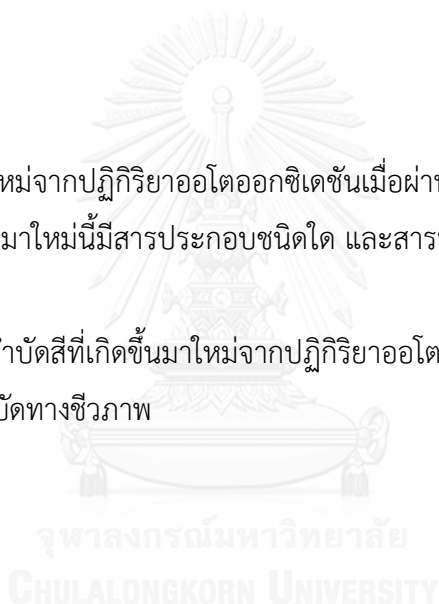 หม่จากปฏิกิริยาออโตออกซิเดชันเมื่อผ่าน
มาใหม่นี้มีสารประกอบชนิดใด และสาร
บัดสีที่เกิดขึ้นมาใหม่จากปฏิกิริยาออโต
บัดทางชีวภาพ
จุฬาลงกรณ์มหาวิทยาลัย
CHULALONGKORN UNIVERSITY